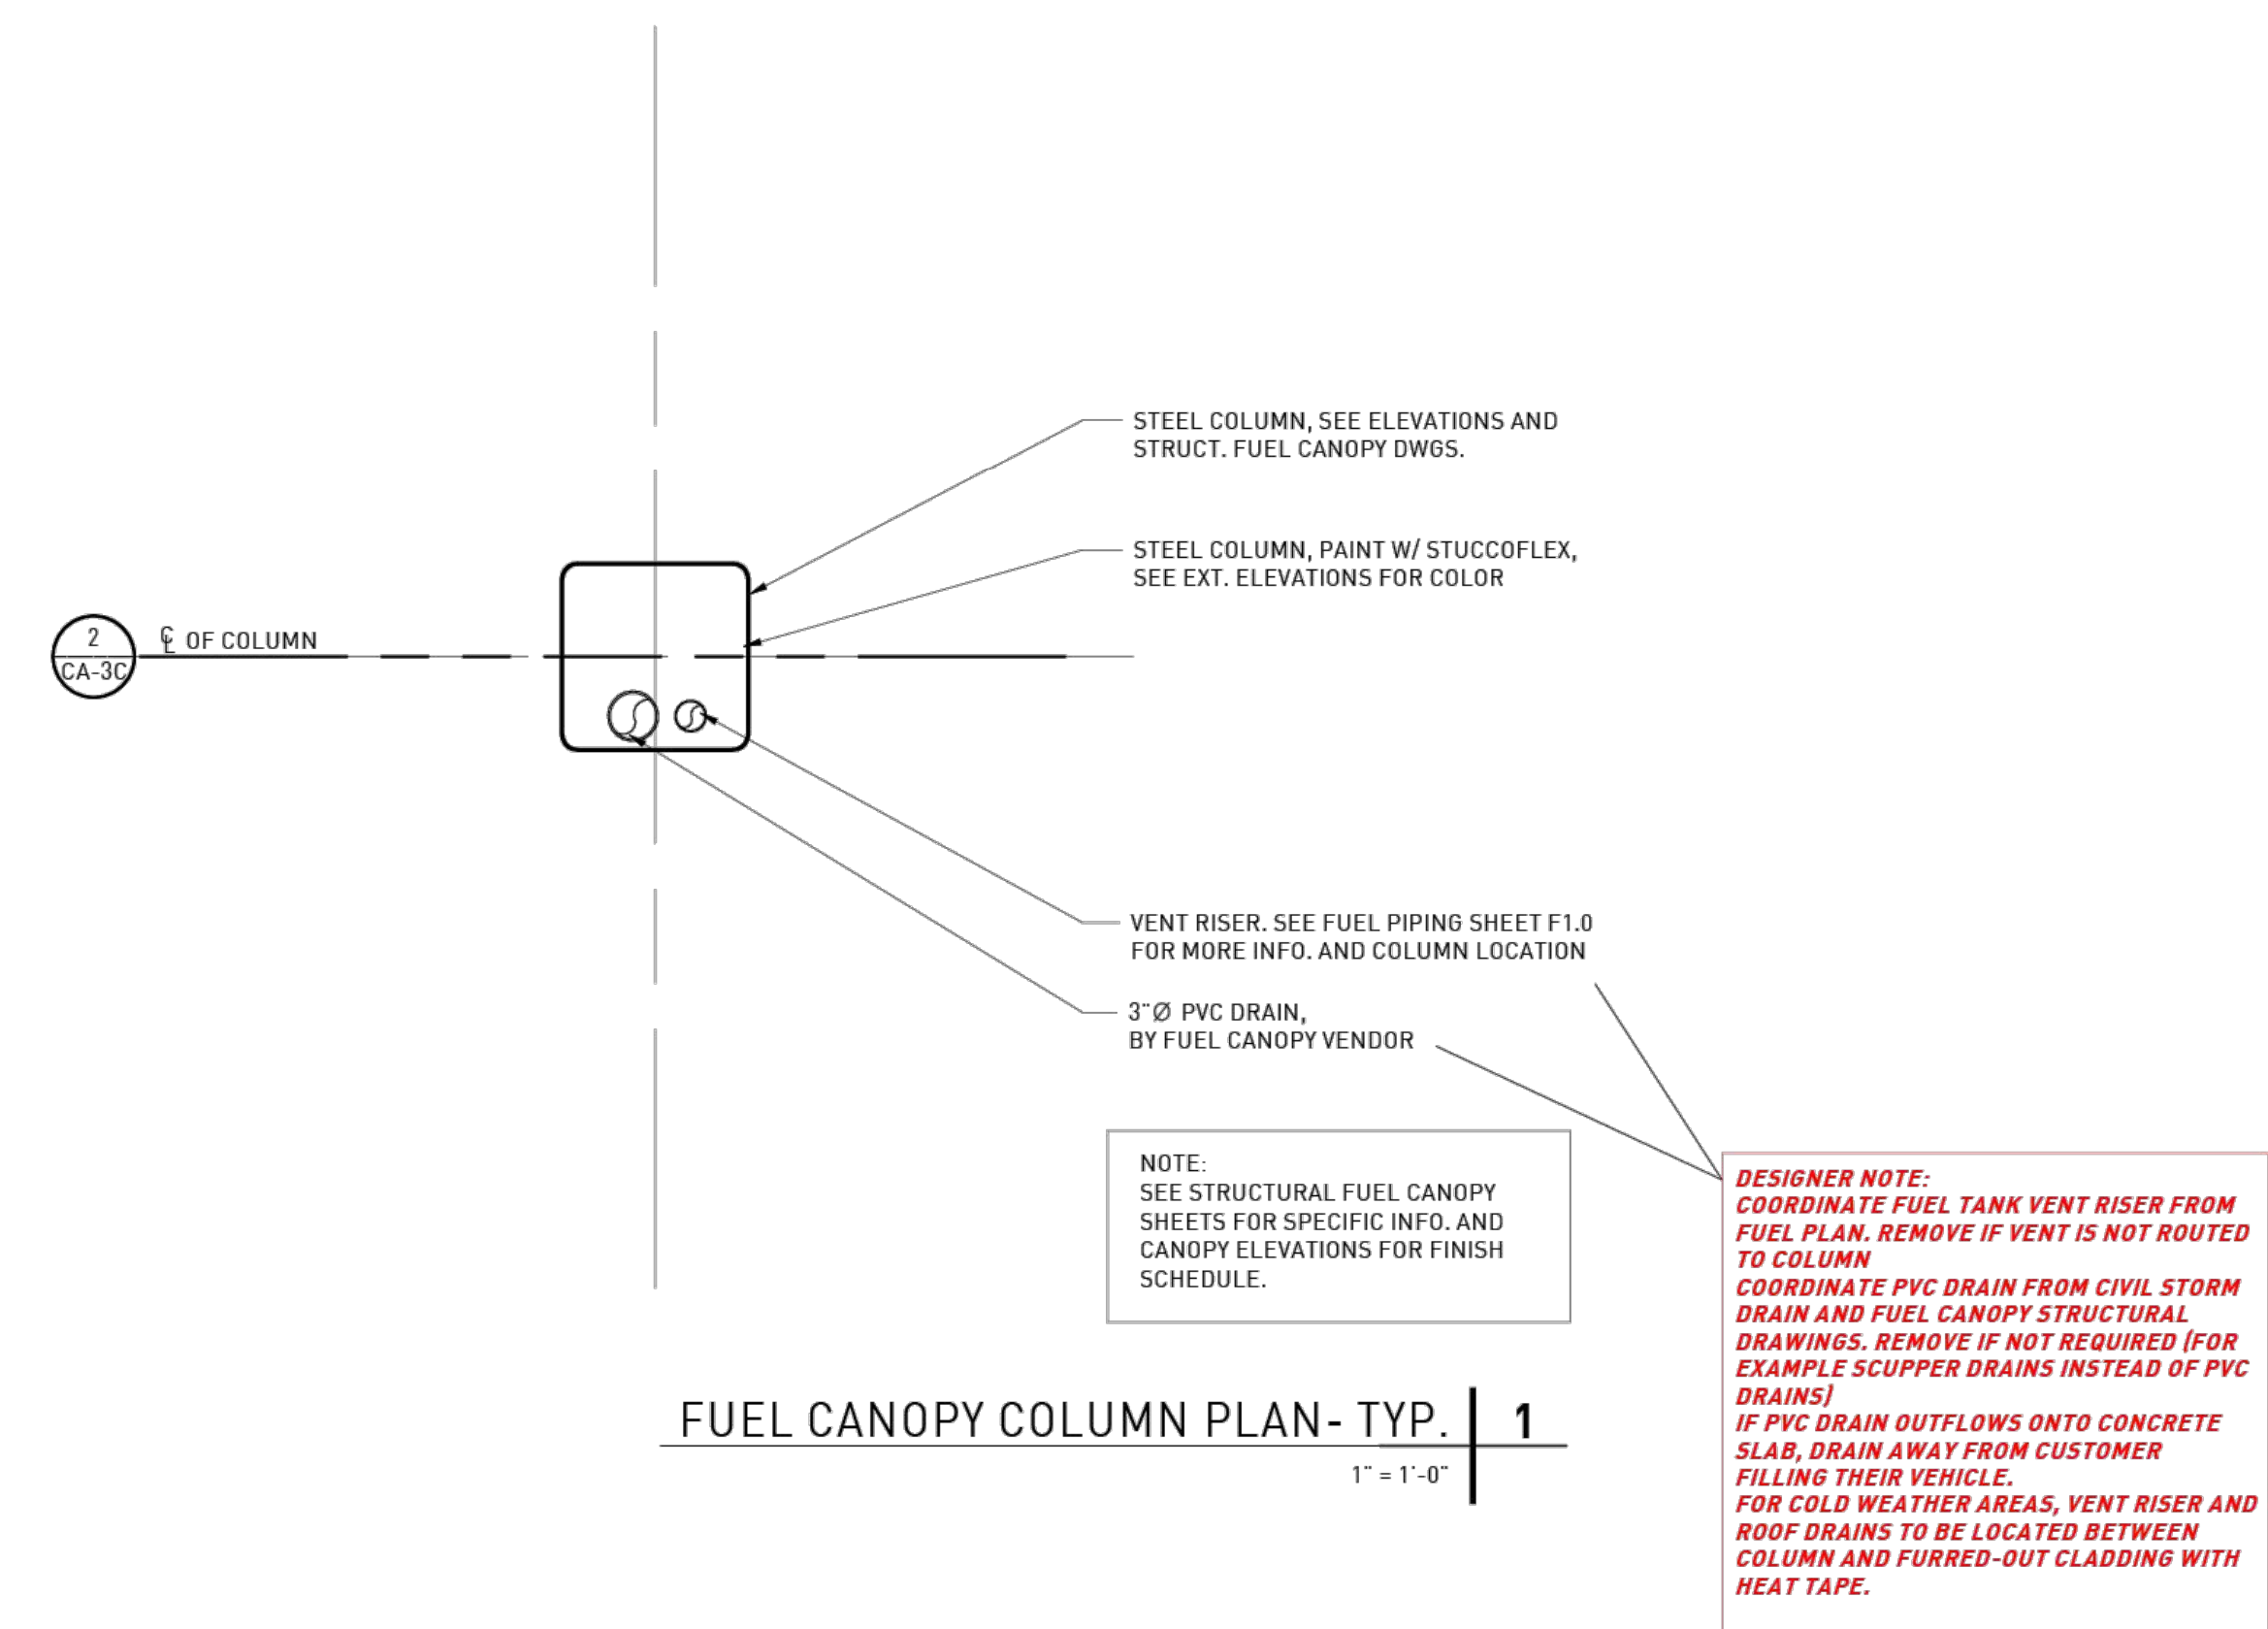 STEEL COLUMN, SEE ELEVATIONS AND
STRUCT. FUEL CANOPY DWGS.
STEEL COLUMN, PAINT W/ STUCCOFLEX,
SEE EXT. ELEVATIONS FOR COLOR
2
CA-3C
℄ OF COLUMN
VENT RISER. SEE FUEL PIPING SHEET F1.0
FOR MORE INFO. AND COLUMN LOCATION
3"Ø PVC DRAIN,
BY FUEL CANOPY VENDOR
NOTE:
SEE STRUCTURAL FUEL CANOPY
SHEETS FOR SPECIFIC INFO. AND
CANOPY ELEVATIONS FOR FINISH
SCHEDULE.
DESIGNER NOTE:
COORDINATE FUEL TANK VENT RISER FROM
FUEL PLAN. REMOVE IF VENT IS NOT ROUTED
TO COLUMN
COORDINATE PVC DRAIN FROM CIVIL STORM
DRAIN AND FUEL CANOPY STRUCTURAL
DRAWINGS. REMOVE IF NOT REQUIRED (FOR
EXAMPLE SCUPPER DRAINS INSTEAD OF PVC
DRAINS)
IF PVC DRAIN OUTFLOWS ONTO CONCRETE
SLAB, DRAIN AWAY FROM CUSTOMER
FILLING THEIR VEHICLE.
FOR COLD WEATHER AREAS, VENT RISER AND
ROOF DRAINS TO BE LOCATED BETWEEN
COLUMN AND FURRED-OUT CLADDING WITH
HEAT TAPE.
FUEL CANOPY COLUMN PLAN- TYP. 1
1" = 1'-0"